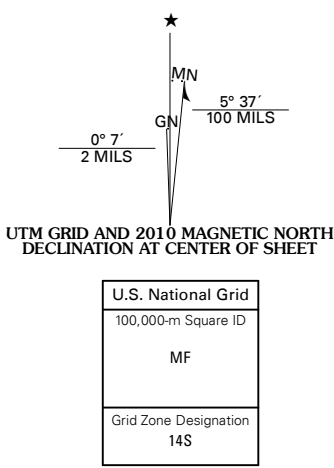 MN
GN
5° 37´
100 MILS
0° 7´
2 MILS
UTM GRID AND 2010 MAGNETIC NORTH
DECLINATION AT CENTER OF SHEET
U.S. National Grid
100,000-m Square ID
MF
Grid Zone Designation
14S